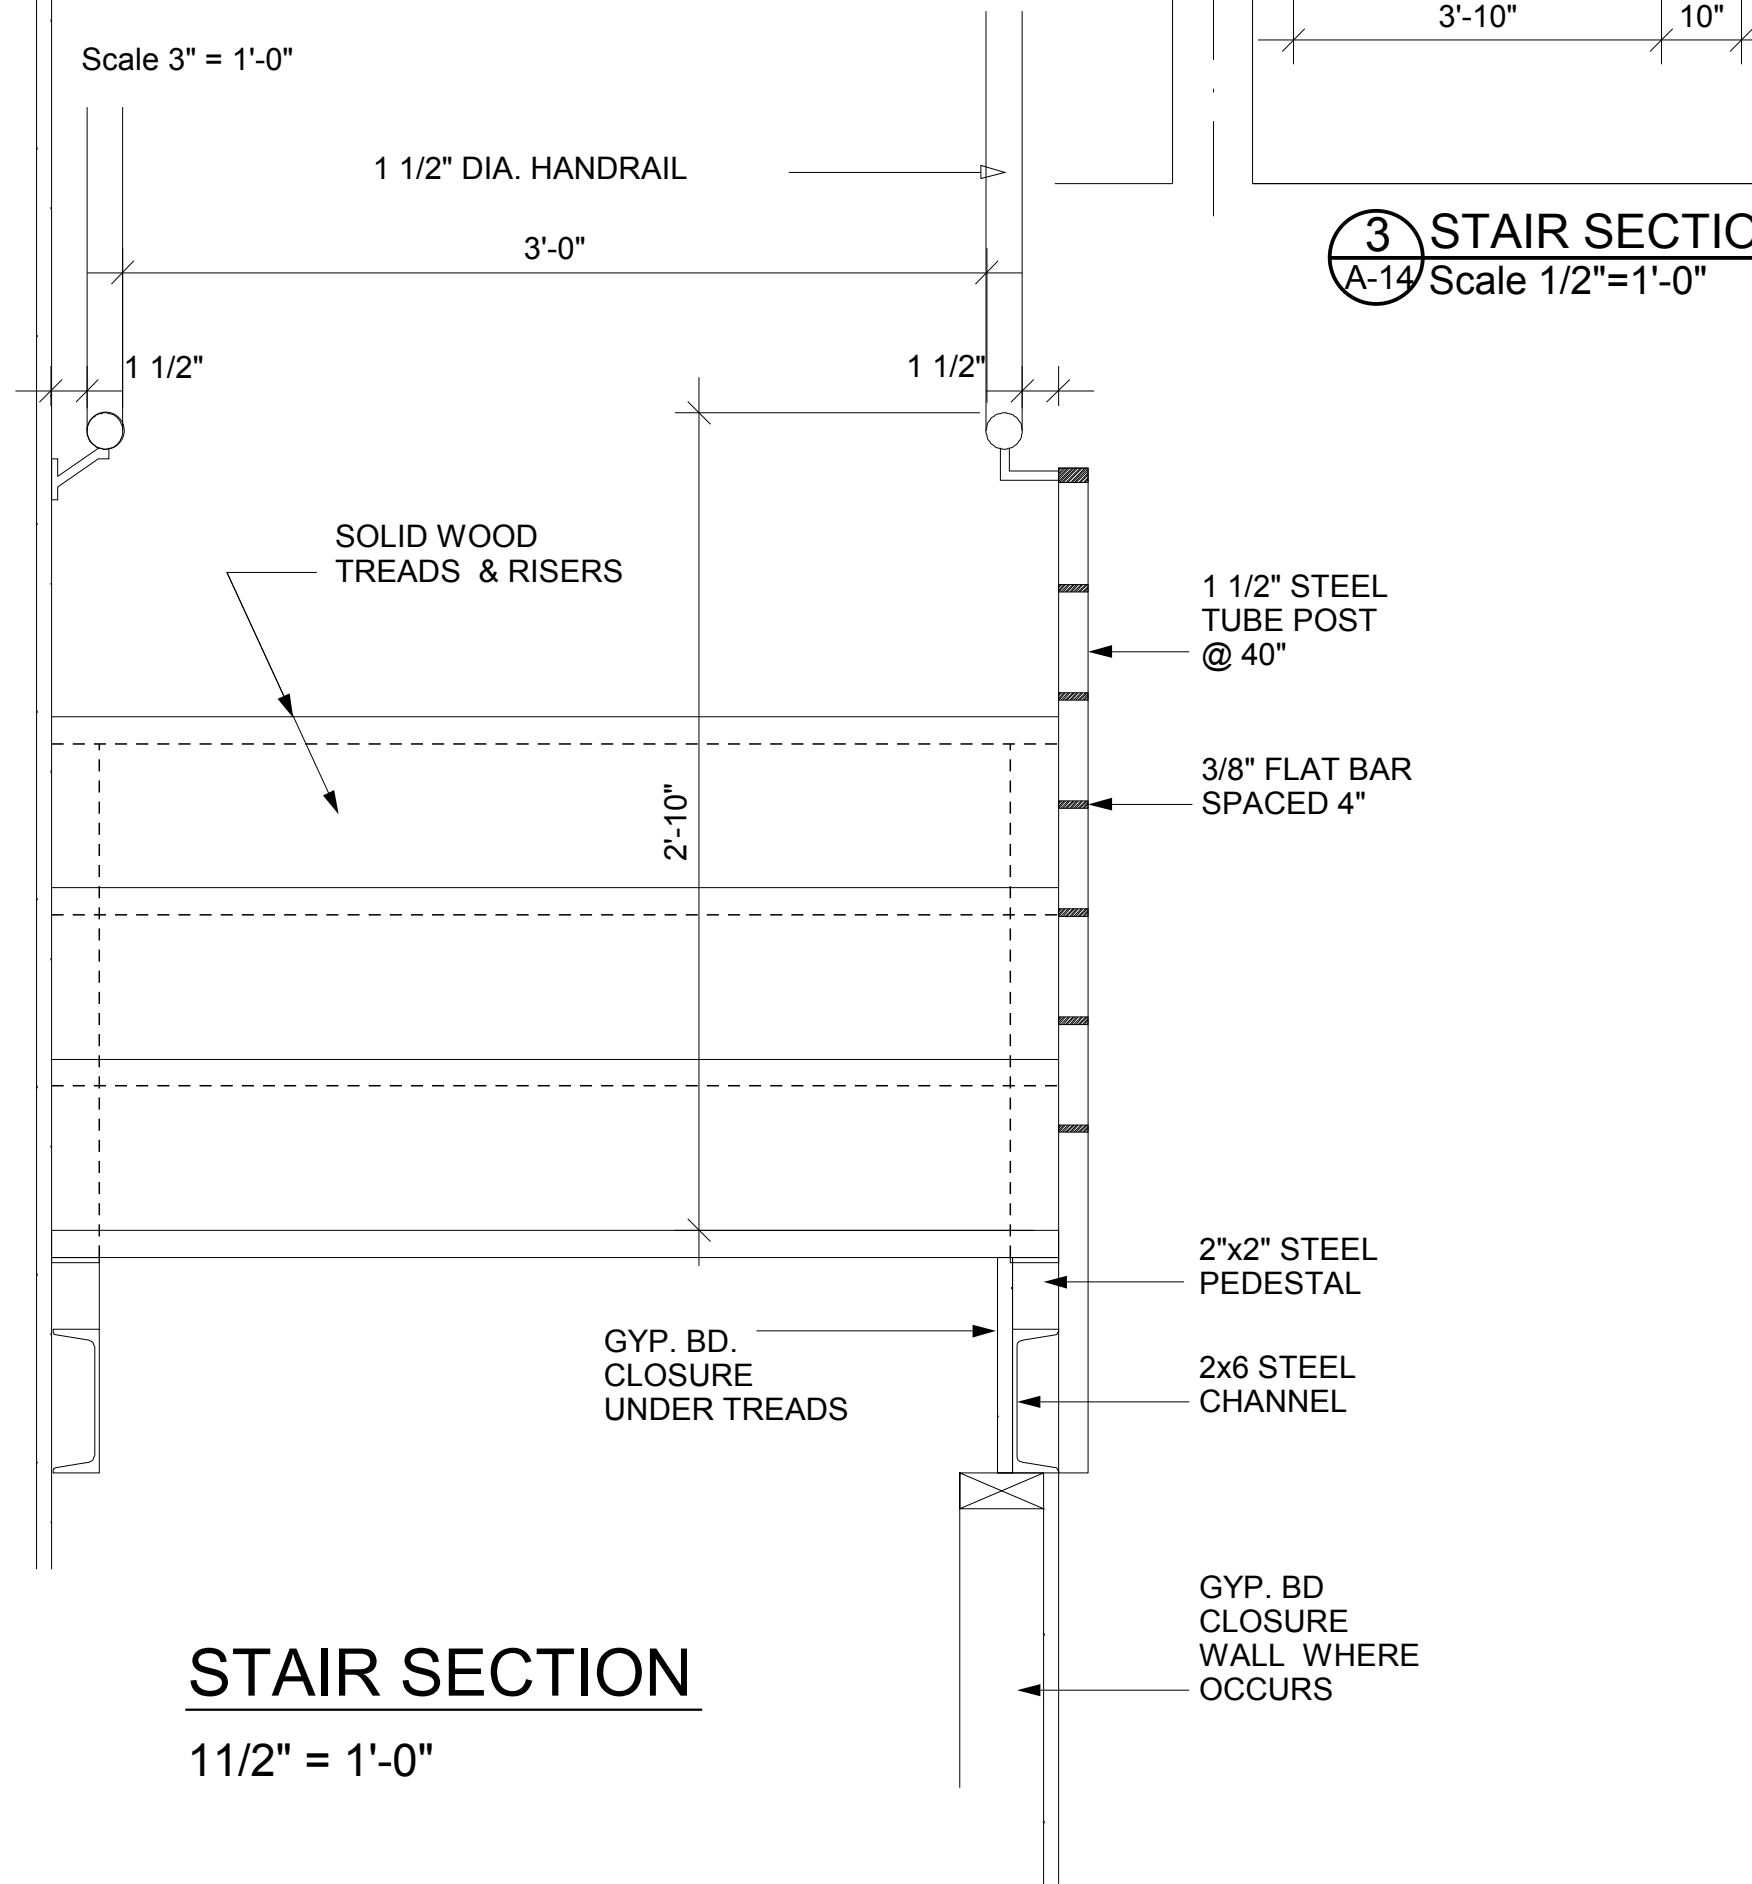 3'-10"
10"
Scale 3" = 1'-0"
1 1/2" DIA. HANDRAIL
3'-0"
3
STAIR SECTIO
A-14
Scale 1/2"=1'-0"
1 1/2"
1 1/2"
SOLID WOOD
TREADS & RISERS
1 1/2" STEEL
TUBE POST
@ 40"
2'-10"
3/8" FLAT BAR
SPACED 4"
2"x2" STEEL
PEDESTAL
GYP. BD.
CLOSURE
UNDER TREADS
2x6 STEEL
CHANNEL
GYP. BD
CLOSURE
WALL WHERE
OCCURS
STAIR SECTION
11/2" = 1'-0"